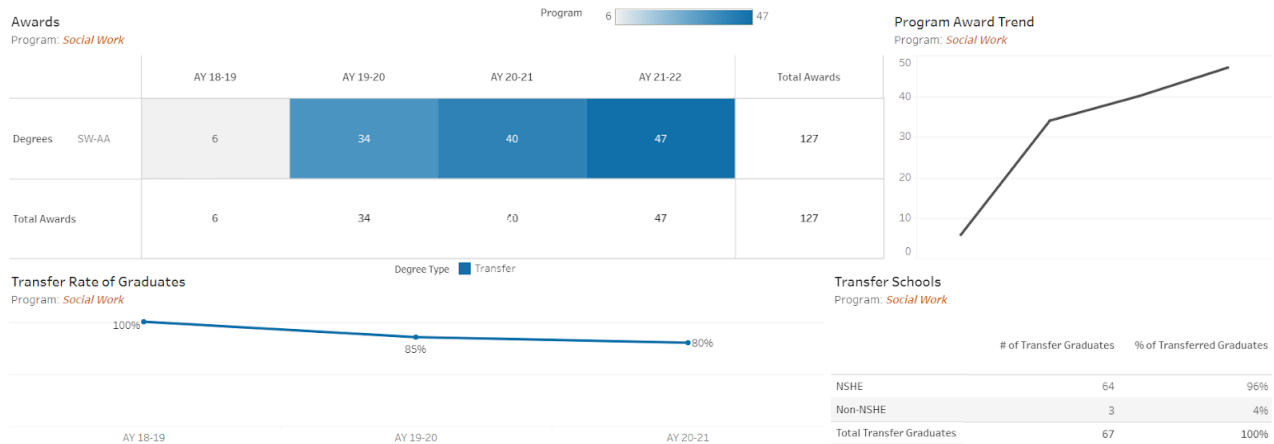 Program 6 47
Awards
Program: Social Work
AY 18-19 AY 19-20 AY 20-21 AY 21-22 Total Awards
Degrees SW-AA 6 34 40 47 127
Total Awards 6 34 40 47 127
Program Award Trend
Program: Social Work
50
40
30
20
10
0
Degree Type Transfer
Transfer Rate of Graduates
Program: Social Work
100%
85%
80%
AY 18-19 AY 19-20 AY 20-21
Transfer Schools
Program: Social Work
# of Transfer Graduates % of Transferred Graduates
NSHE 64 96%
Non-NSHE 3 4%
Total Transfer Graduates 67 100%